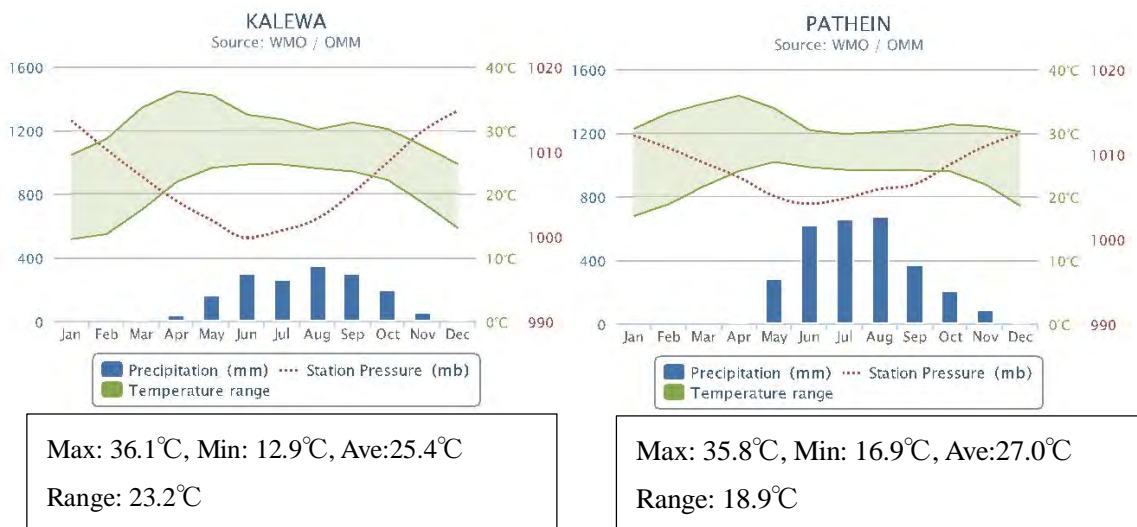 KALEWA
Source: WMO / OMM
1600
1200
800
400
0
40℃
30℃
20℃
10℃
0℃
1020
1010
1000
990
Jan Feb Mar Apr May Jun Jul Aug Sep Oct Nov Dec
Precipitation (mm) Station Pressure (mb)
Temperature range
Max: 36.1℃, Min: 12.9℃, Ave:25.4℃
Range: 23.2℃
PATHEIN
Source: WMO / OMM
1600
1200
800
400
0
40℃
30℃
20℃
10℃
0℃
1020
1010
1000
990
Jan Feb Mar Apr May Jun Jul Aug Sep Oct Nov Dec
Precipitation (mm) Station Pressure (mb)
Temperature range
Max: 35.8℃, Min: 16.9℃, Ave:27.0℃
Range: 18.9℃